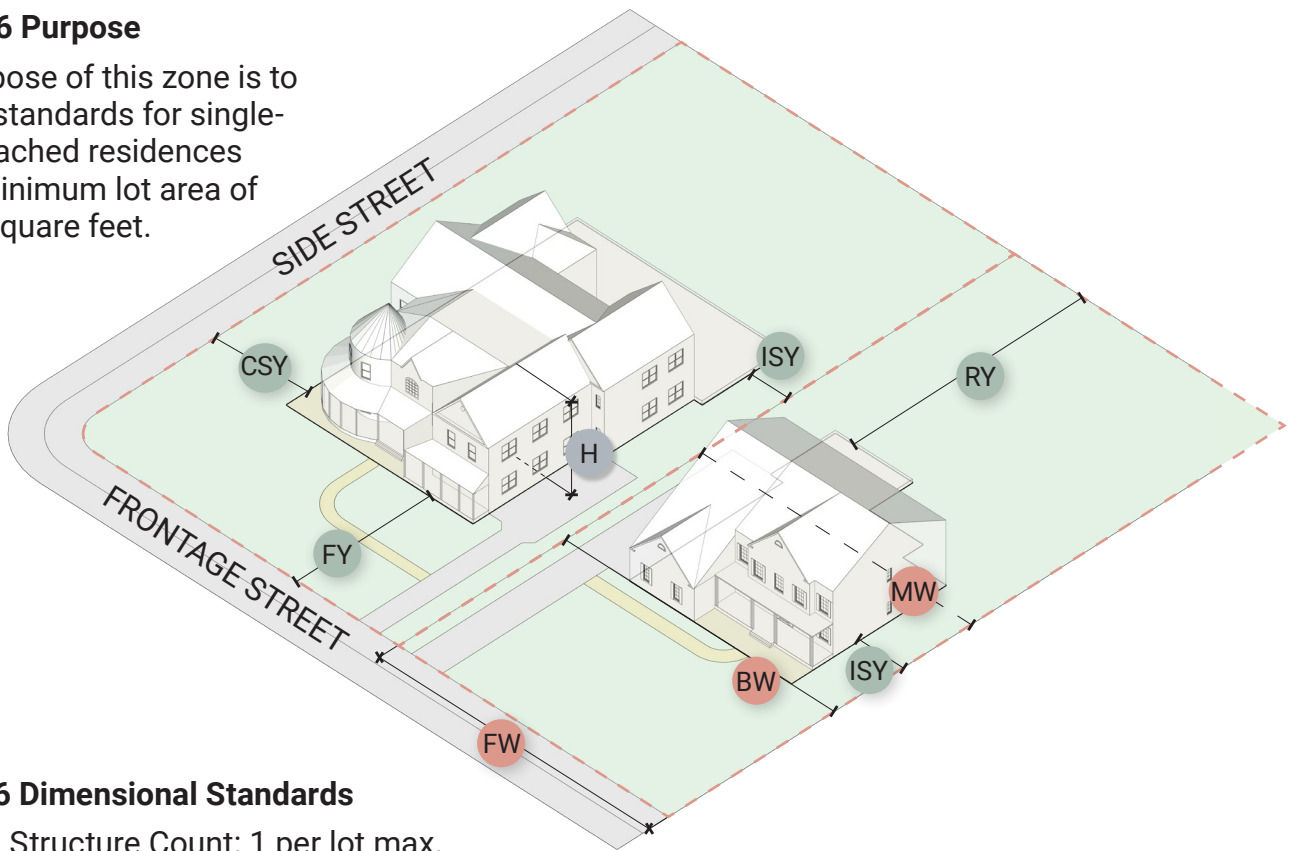 6 Purpose
pose of this zone is to
standards for single-
ached residences
inimum lot area of
quare feet.
SIDE STREET
CSY
ISY
RY
H
FRONTAGE STREET
FY
MW
ISY
BW
FW
6 Dimensional Standards
Structure Count: 1 per lot max.